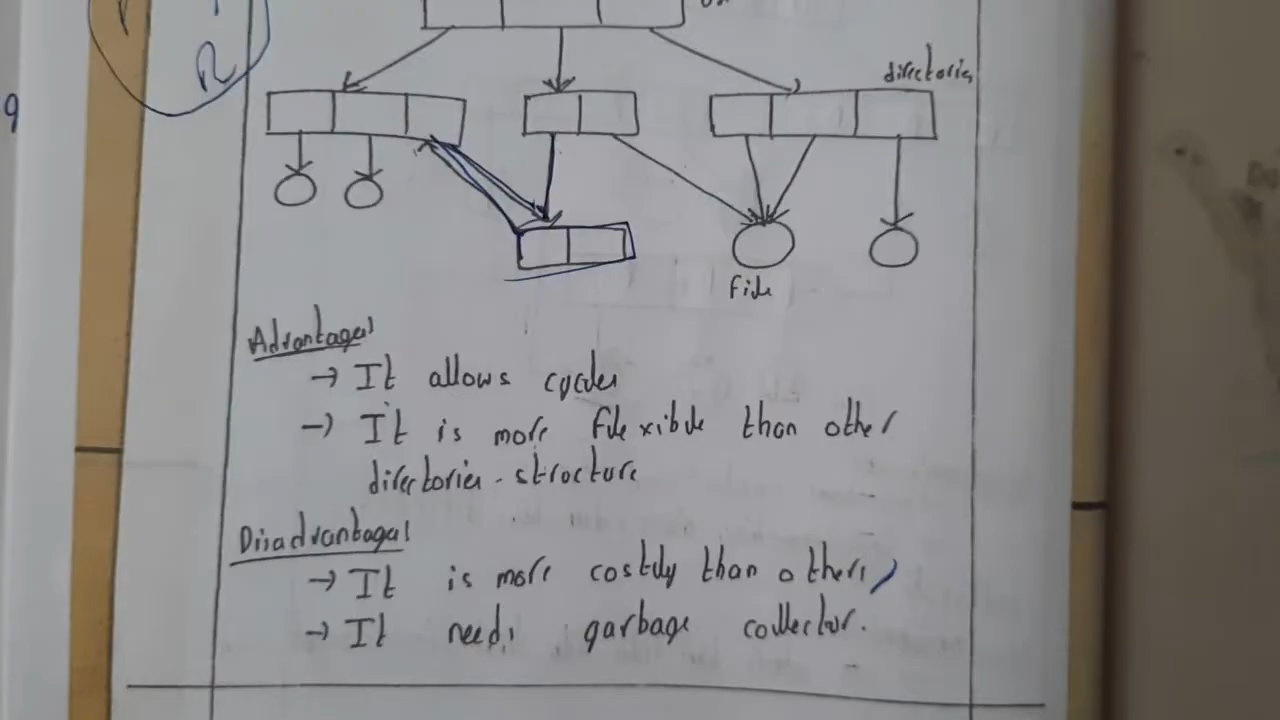 R
9
directories
File
Advantages
→ It allows cycles
→ It is more flexible than other
directories - structure
Disadvantages
→ It is more costly than others,
→ It needs garbage collector.